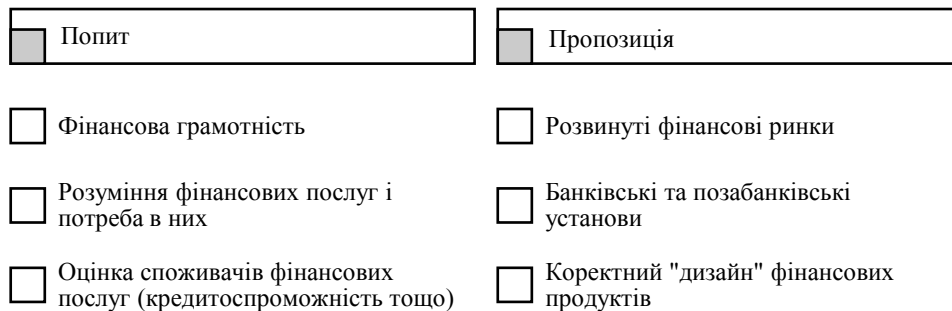 Попит
Фінансова грамотність
Розуміння фінансових послуг і
потреба в них
Оцінка споживачів фінансових
послуг (кредитоспроможність тощо)
Пропозиція
Розвинуті фінансові ринки
Банківські та позабанківські
установи
Коректний "дизайн" фінансових
продуктів